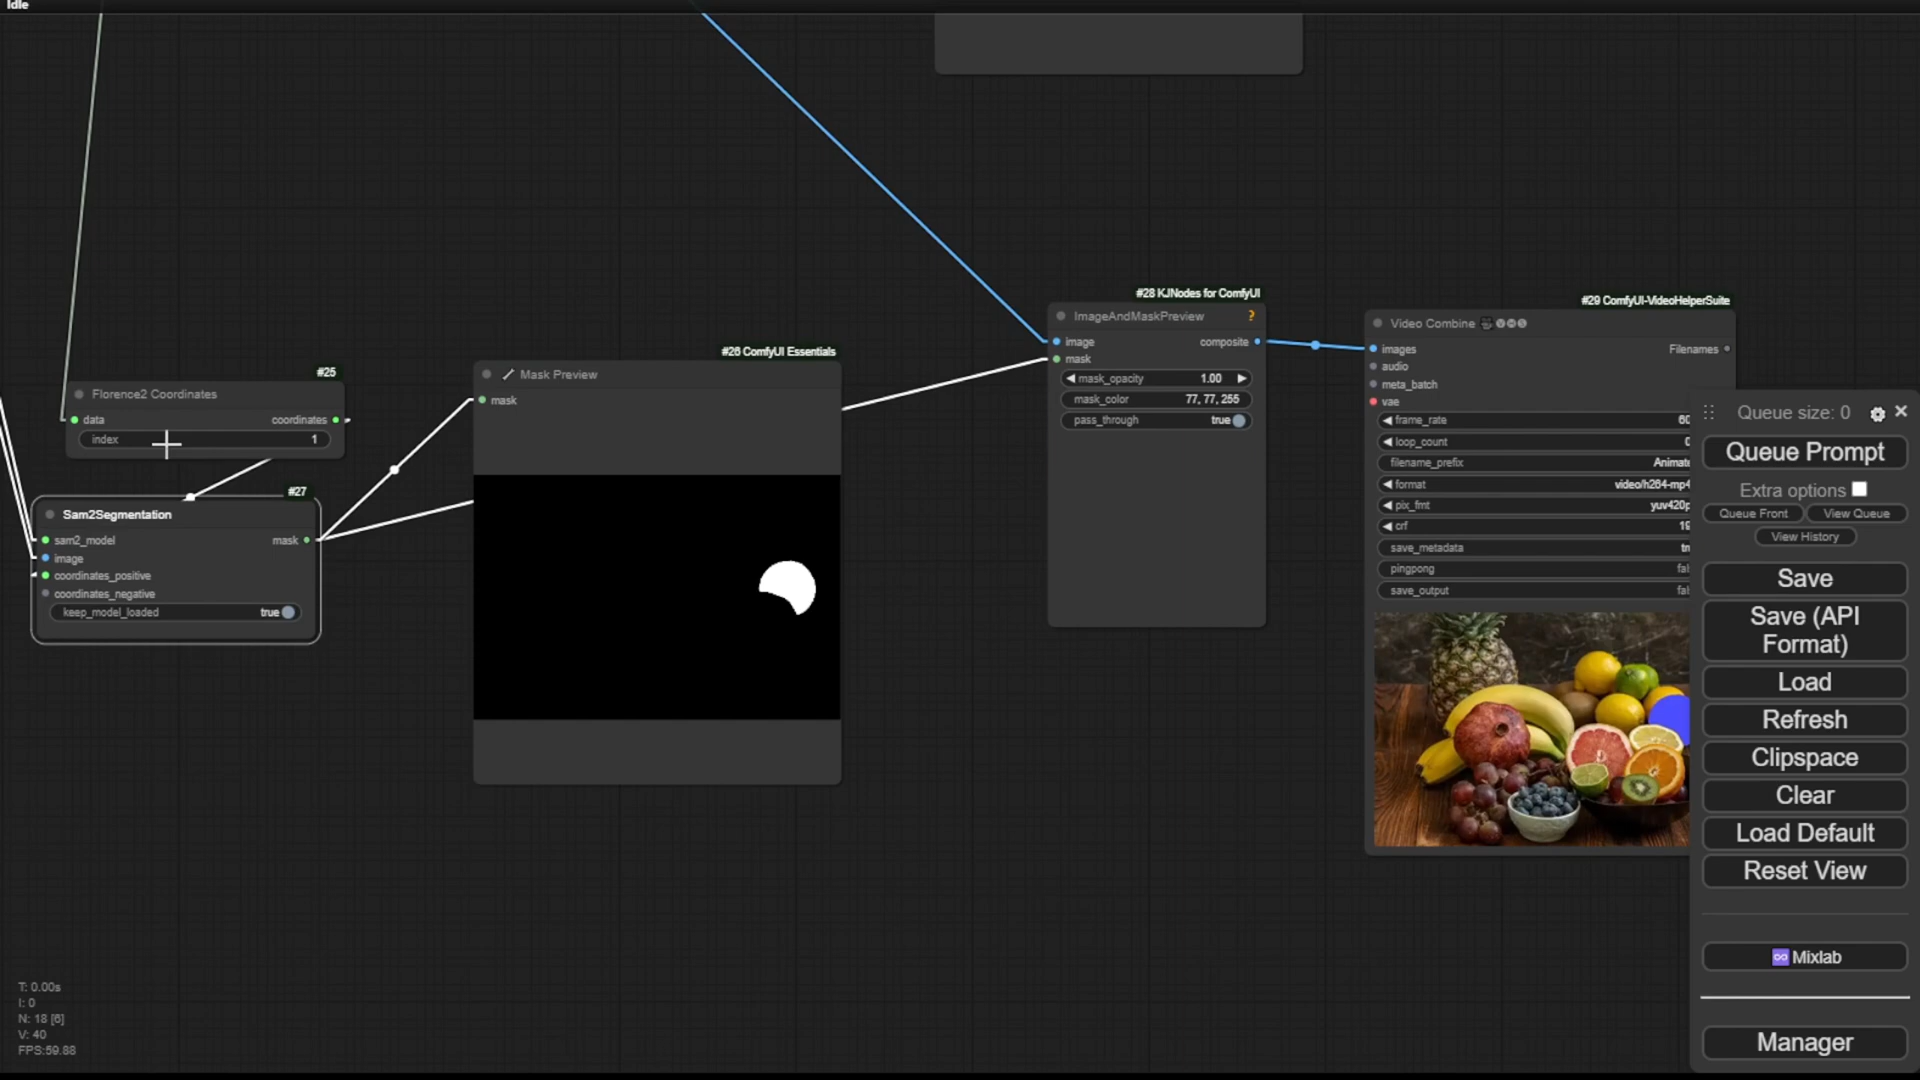 Idle
#25
Florence2 Coordinates
data coordinates
index 1
#27
Sam2Segmentation
sam2_model mask
image
coordinates_positive
coordinates_negative
keep_model_loaded true
#26 ComfyUI Essentials
Mask Preview
mask
#28 KJNodes for ComfyUI
ImageAndMaskPreview ?
image composite
mask
mask_opacity 1.00
mask_color 77, 77, 255
pass_through true
#29 ComfyUI-VideoHelperSuite
Video Combine
images Filenames
audio
meta_batch
vae
frame_rate 60
loop_count 0
filename_prefix Animate
format video/h264-mp4
pix_fmt yuv420p
crf 19
save_metadata
pingpong
save_output
Queue size: 0
Queue Prompt
Extra options
Queue Front View Queue
View History
Save
Save (API
Format)
Load
Refresh
Clipspace
Clear
Load Default
Reset View
Mixlab
Manager
T: 0.00s
I: 0
N: 18 [6]
V: 40
FPS:59.88